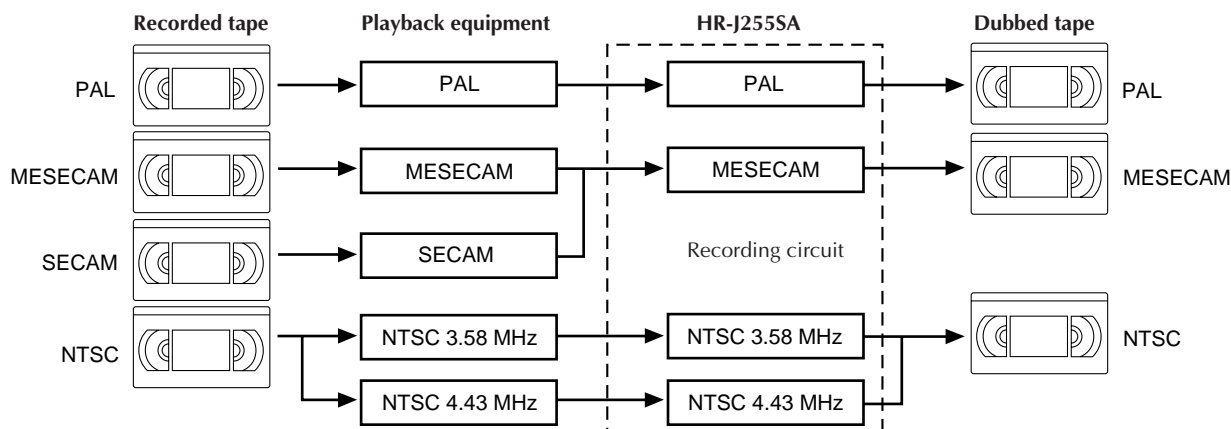 Recorded tape Playback equipment HR-J255SA Dubbed tape
PAL PAL PAL PAL
MESECAM MESECAM MESECAM MESECAM
SECAM SECAM Recording circuit
NTSC NTSC 3.58 MHz NTSC 3.58 MHz NTSC
NTSC 4.43 MHz NTSC 4.43 MHz